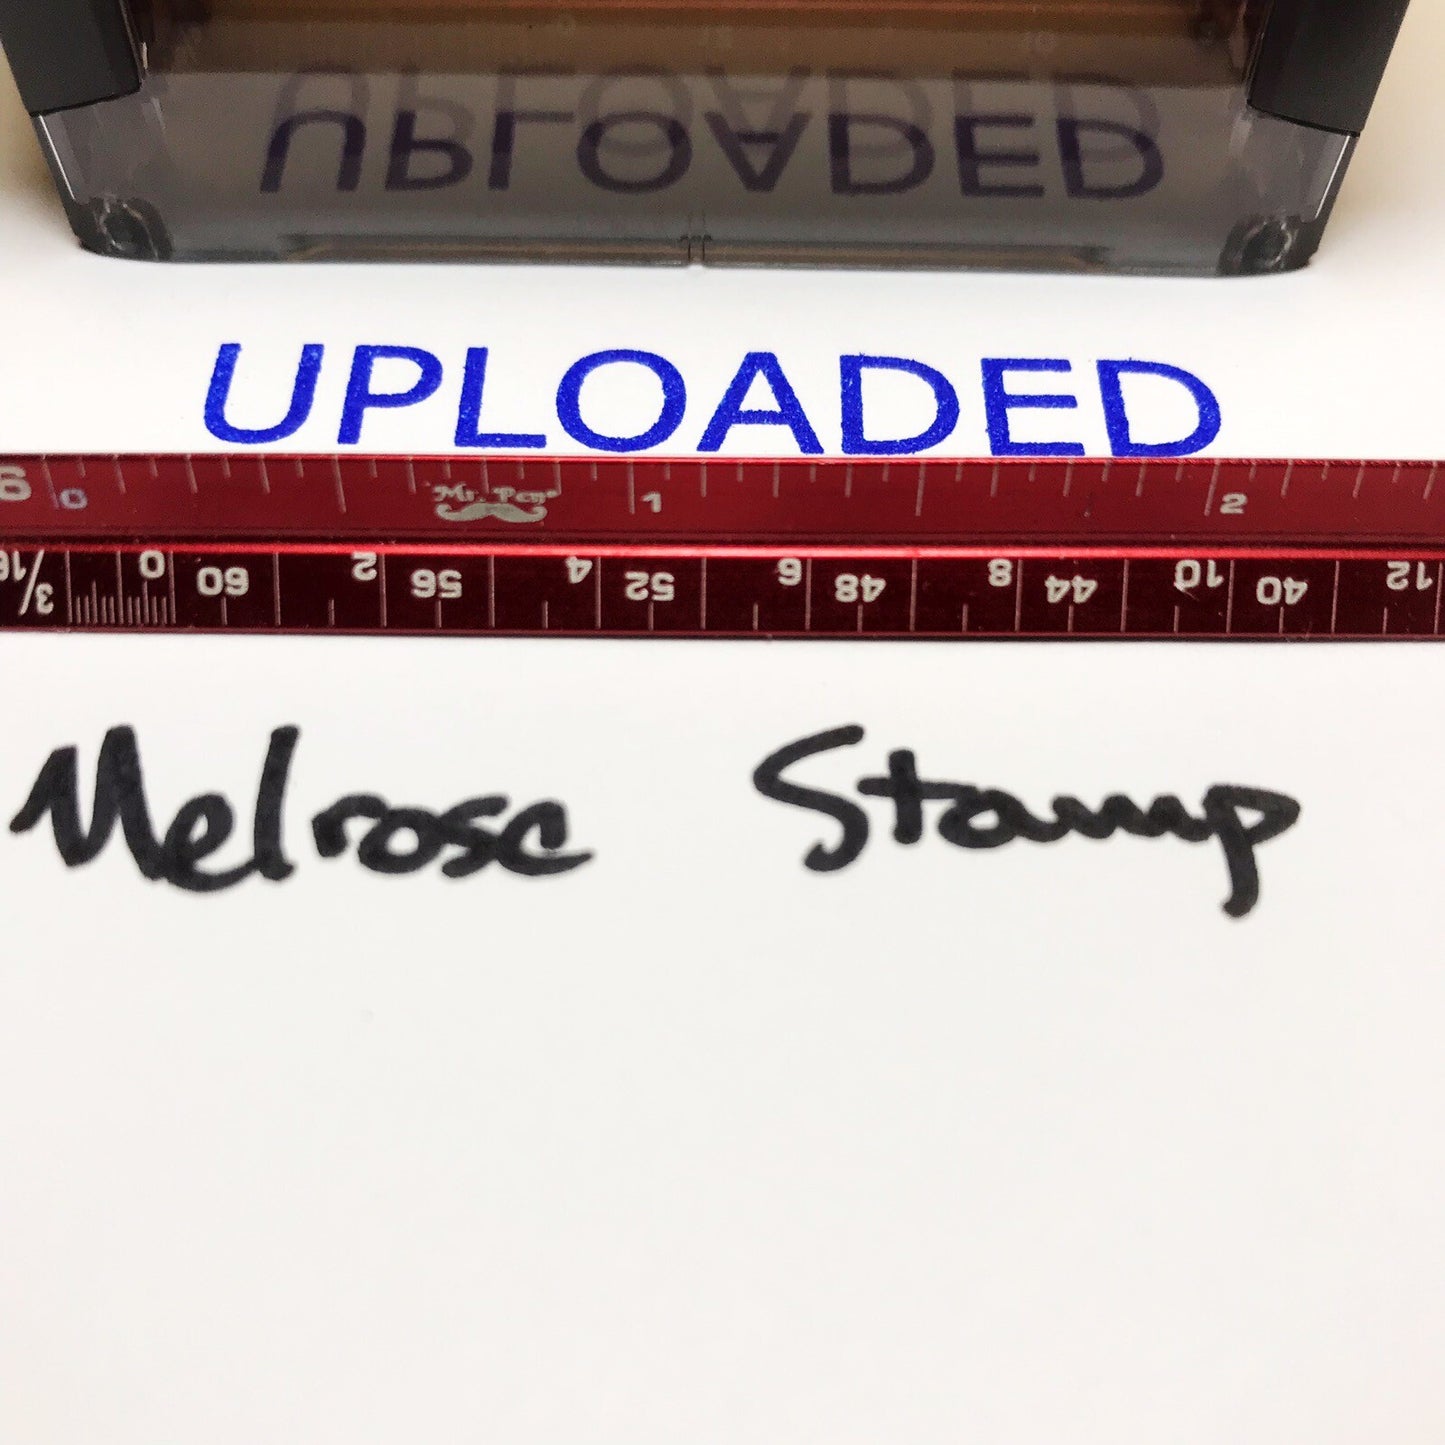 UPLOADED
UPLOADED
6 0 Mr. Pen® 1 2
3/16 0 60 2 56 4 52 6 48 8 44 10 40 12
Melrose Stamp